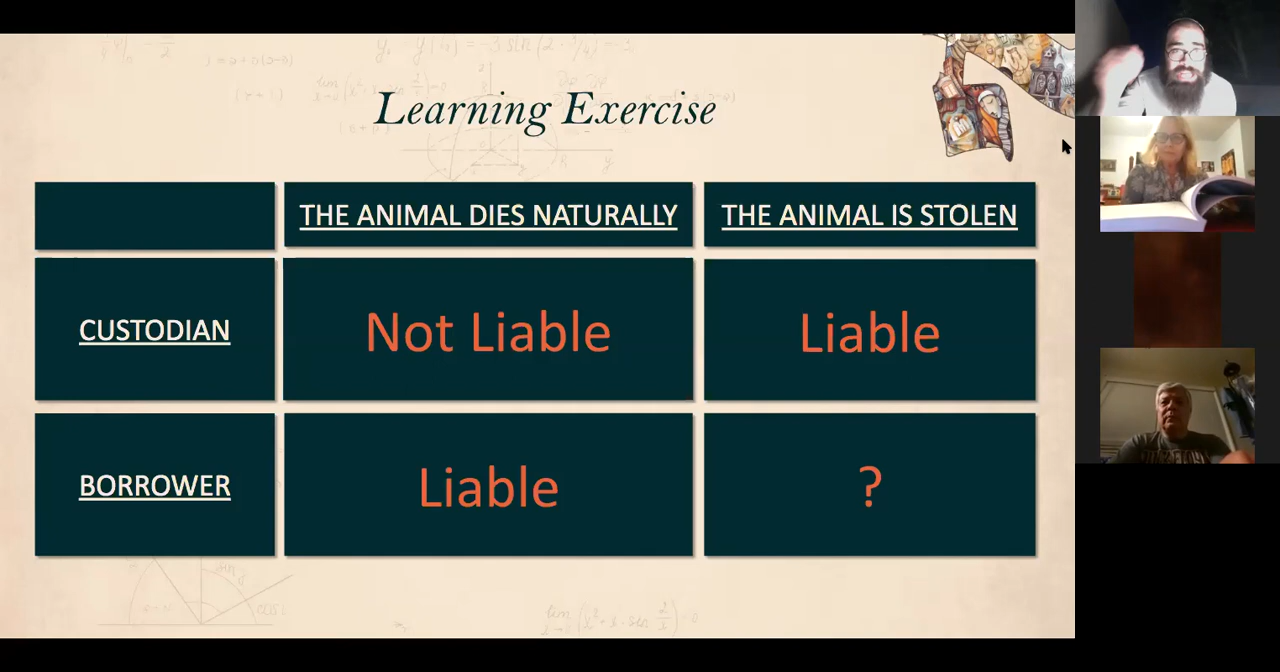 Learning Exercise
THE ANIMAL DIES NATURALLY
THE ANIMAL IS STOLEN
CUSTODIAN
Not Liable
Liable
BORROWER
Liable
?